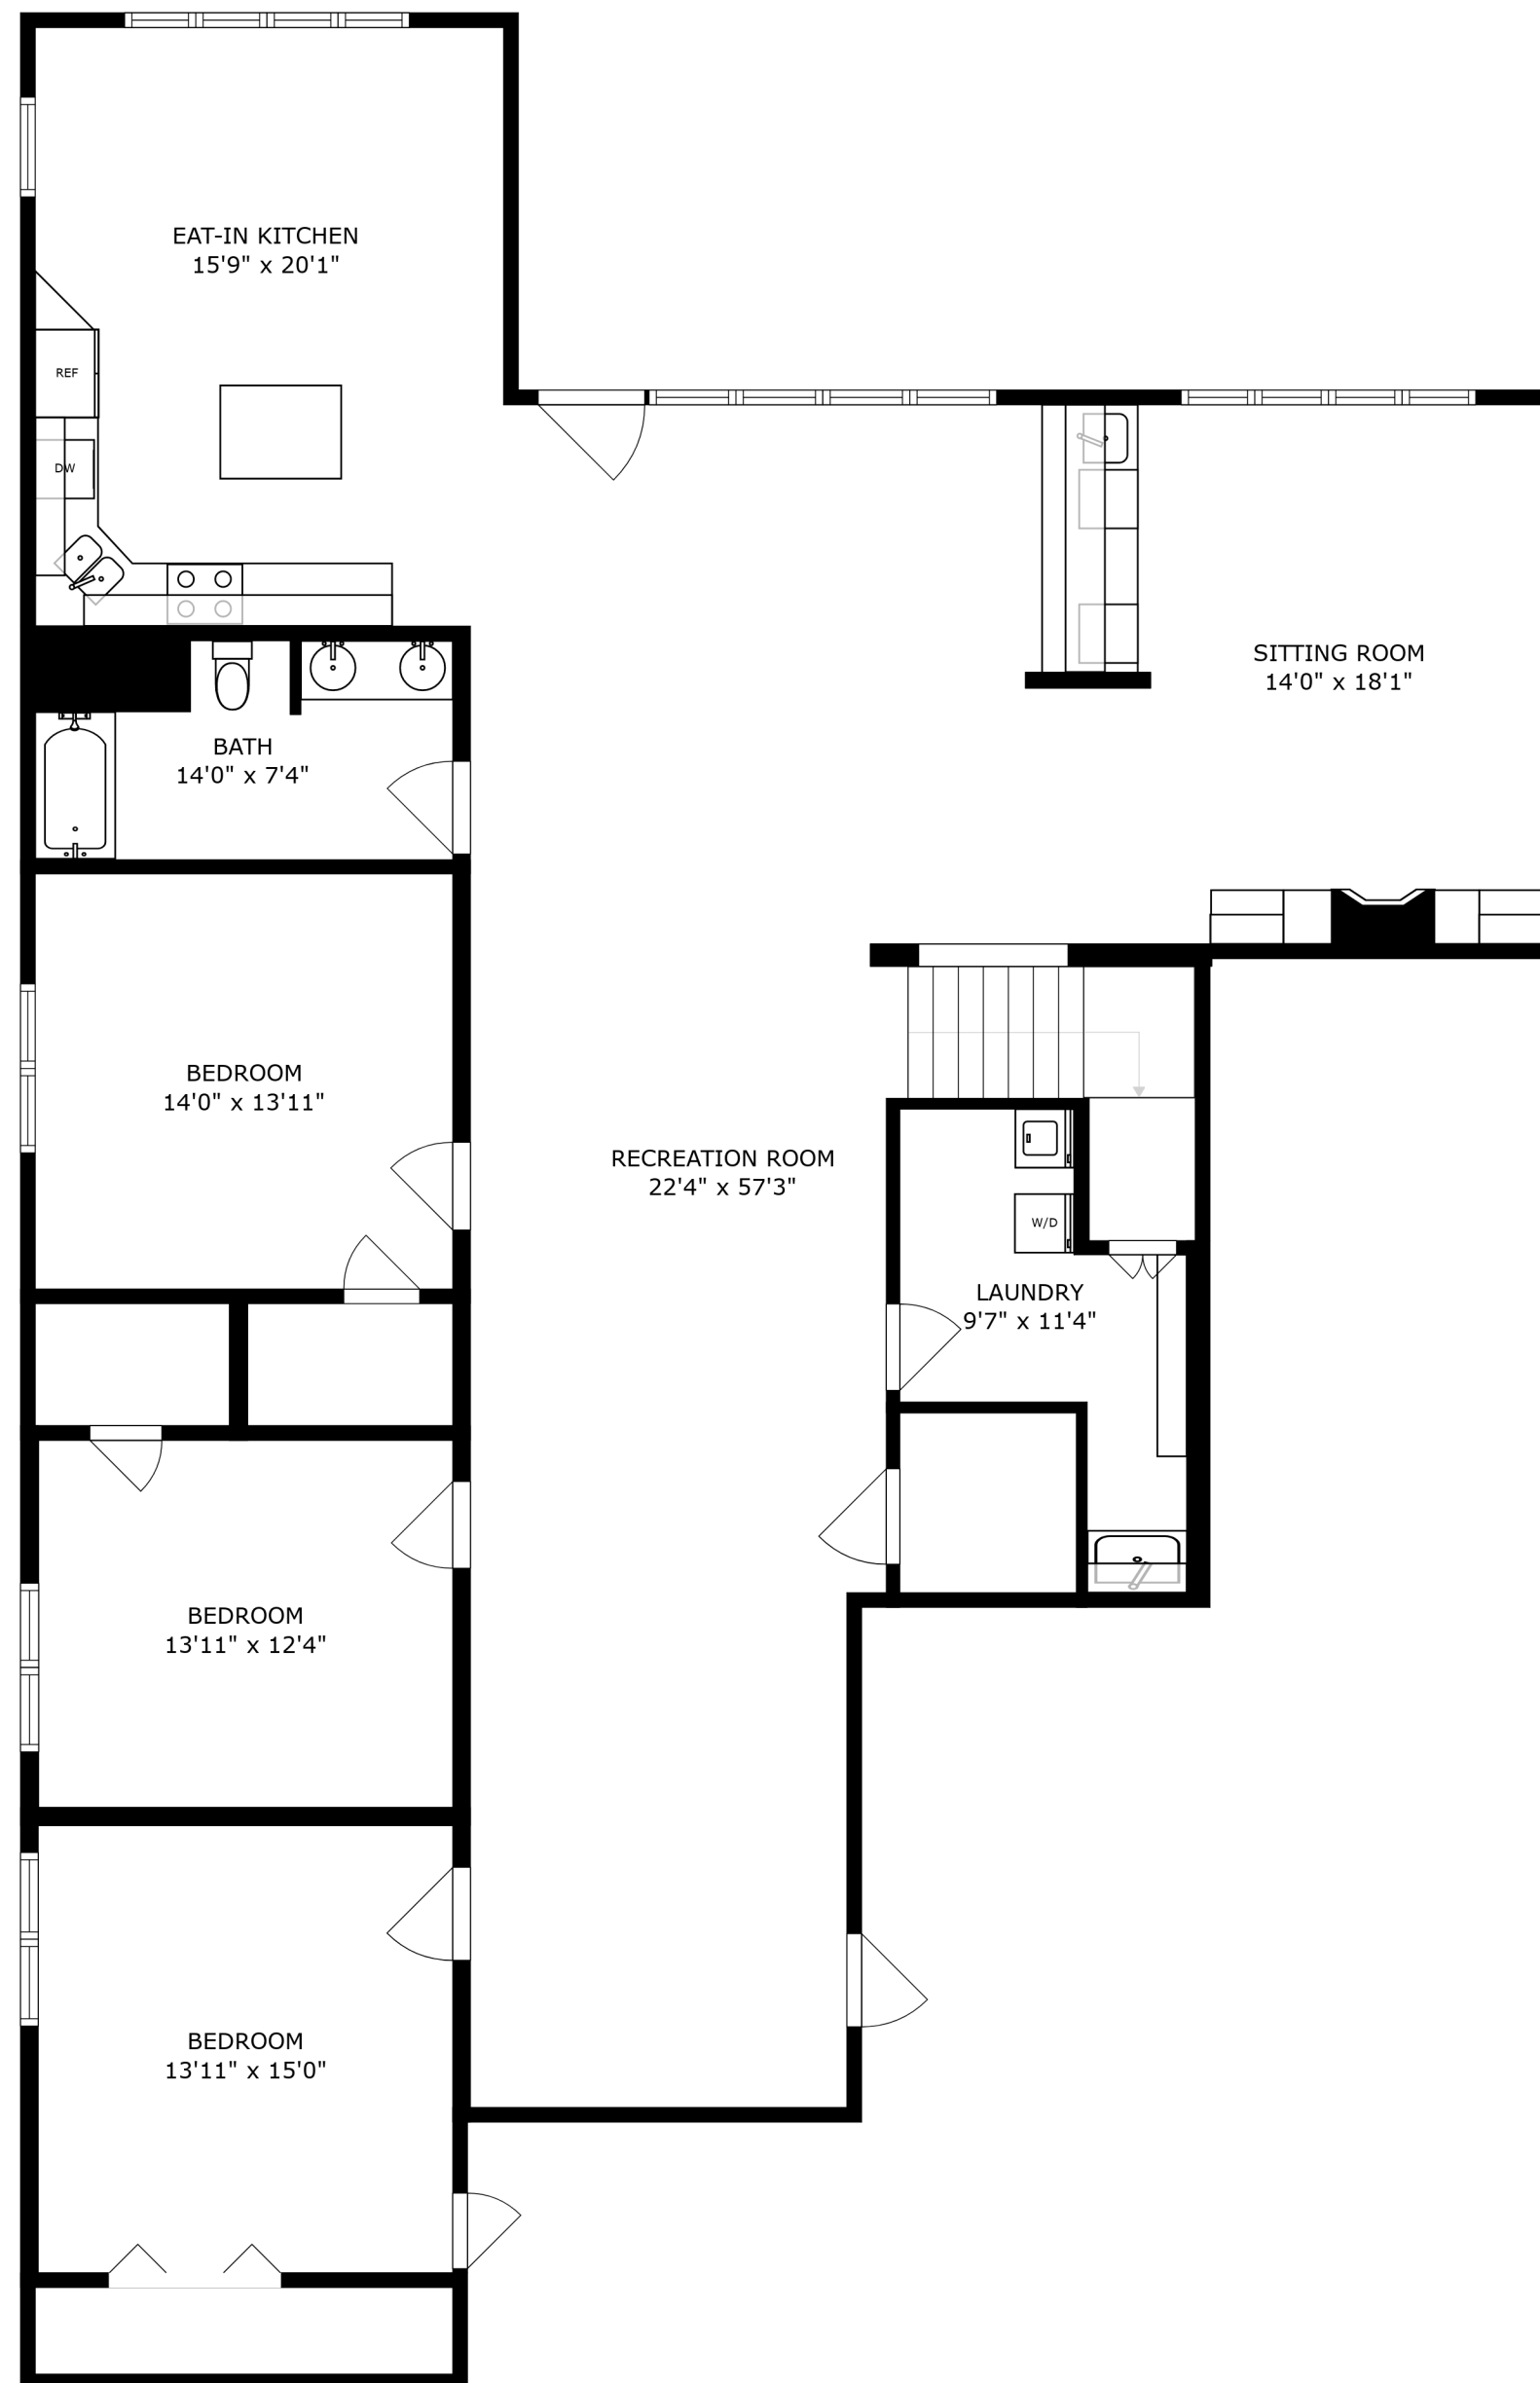 EAT-IN KITCHEN
15'9" x 20'1"
REF
DW
SITTING ROOM
14'0" x 18'1"
BATH
14'0" x 7'4"
BEDROOM
14'0" x 13'11"
RECREATION ROOM
22'4" x 57'3"
W/D
LAUNDRY
9'7" x 11'4"
BEDROOM
13'11" x 12'4"
BEDROOM
13'11" x 15'0"